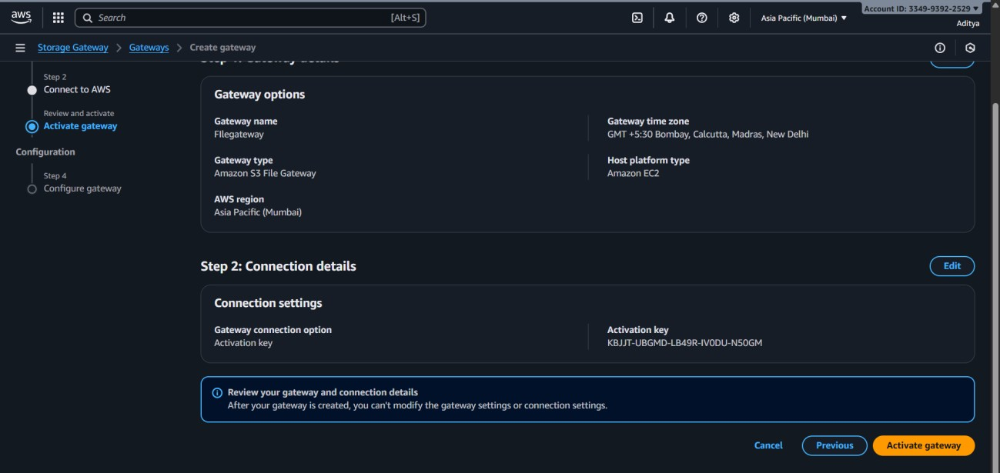 aws
Search
[Alt+S]
Asia Pacific (Mumbai) ▼
Account ID: 3349-9392-2529 ▼
Aditya
Storage Gateway > Gateways > Create gateway
Step 1: Gateway details
Step 2
Connect to AWS
Review and activate
Activate gateway
Configuration
Step 4
Configure gateway
Gateway options
Gateway name
FIlegateway
Gateway time zone
GMT +5:30 Bombay, Calcutta, Madras, New Delhi
Gateway type
Amazon S3 File Gateway
Host platform type
Amazon EC2
AWS region
Asia Pacific (Mumbai)
Step 2: Connection details
Edit
Connection settings
Gateway connection option
Activation key
Activation key
KBJJT-UBGMD-LB49R-IV0DU-N50GM
Review your gateway and connection details
After your gateway is created, you can't modify the gateway settings or connection settings.
Cancel
Previous
Activate gateway